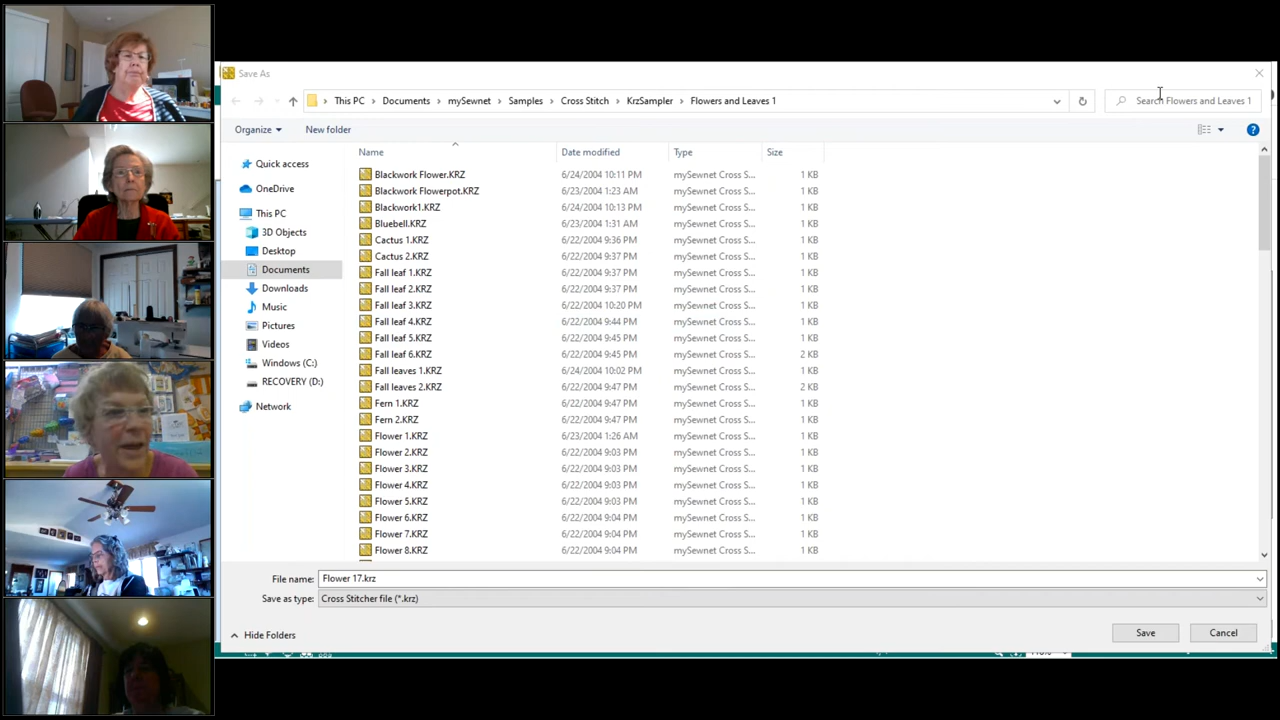 Save As
This PC > Documents > mySewnet > Samples > Cross Stitch > KrzSampler > Flowers and Leaves 1
Search Flowers and Leaves 1
Organize
New folder
Name Date modified Type Size
Quick access
OneDrive
This PC
3D Objects
Desktop
Documents
Downloads
Music
Pictures
Videos
Windows (C:)
RECOVERY (D:)
Network
Blackwork Flower.KRZ 6/24/2004 10:11 PM mySewnet Cross S... 1 KB
Blackwork Flowerpot.KRZ 6/23/2004 1:23 AM mySewnet Cross S... 1 KB
Blackwork1.KRZ 6/24/2004 10:13 PM mySewnet Cross S... 1 KB
Bluebell.KRZ 6/23/2004 1:31 AM mySewnet Cross S... 1 KB
Cactus 1.KRZ 6/22/2004 9:36 PM mySewnet Cross S... 1 KB
Cactus 2.KRZ 6/22/2004 9:37 PM mySewnet Cross S... 1 KB
Fall leaf 1.KRZ 6/22/2004 9:37 PM mySewnet Cross S... 1 KB
Fall leaf 2.KRZ 6/22/2004 9:37 PM mySewnet Cross S... 1 KB
Fall leaf 3.KRZ 6/22/2004 10:20 PM mySewnet Cross S... 1 KB
Fall leaf 4.KRZ 6/22/2004 9:44 PM mySewnet Cross S... 1 KB
Fall leaf 5.KRZ 6/22/2004 9:45 PM mySewnet Cross S... 1 KB
Fall leaf 6.KRZ 6/22/2004 9:45 PM mySewnet Cross S... 2 KB
Fall leaves 1.KRZ 6/24/2004 10:02 PM mySewnet Cross S... 1 KB
Fall leaves 2.KRZ 6/22/2004 9:47 PM mySewnet Cross S... 2 KB
Fern 1.KRZ 6/22/2004 9:47 PM mySewnet Cross S... 1 KB
Fern 2.KRZ 6/22/2004 9:47 PM mySewnet Cross S... 1 KB
Flower 1.KRZ 6/23/2004 1:26 AM mySewnet Cross S... 1 KB
Flower 2.KRZ 6/22/2004 9:03 PM mySewnet Cross S... 1 KB
Flower 3.KRZ 6/22/2004 9:03 PM mySewnet Cross S... 1 KB
Flower 4.KRZ 6/22/2004 9:03 PM mySewnet Cross S... 1 KB
Flower 5.KRZ 6/22/2004 9:03 PM mySewnet Cross S... 1 KB
Flower 6.KRZ 6/22/2004 9:04 PM mySewnet Cross S... 1 KB
Flower 7.KRZ 6/22/2004 9:04 PM mySewnet Cross S... 1 KB
Flower 8.KRZ 6/22/2004 9:04 PM mySewnet Cross S... 1 KB
File name: Flower 17.krz
Save as type: Cross Stitcher file (*.krz)
Hide Folders
Save
Cancel